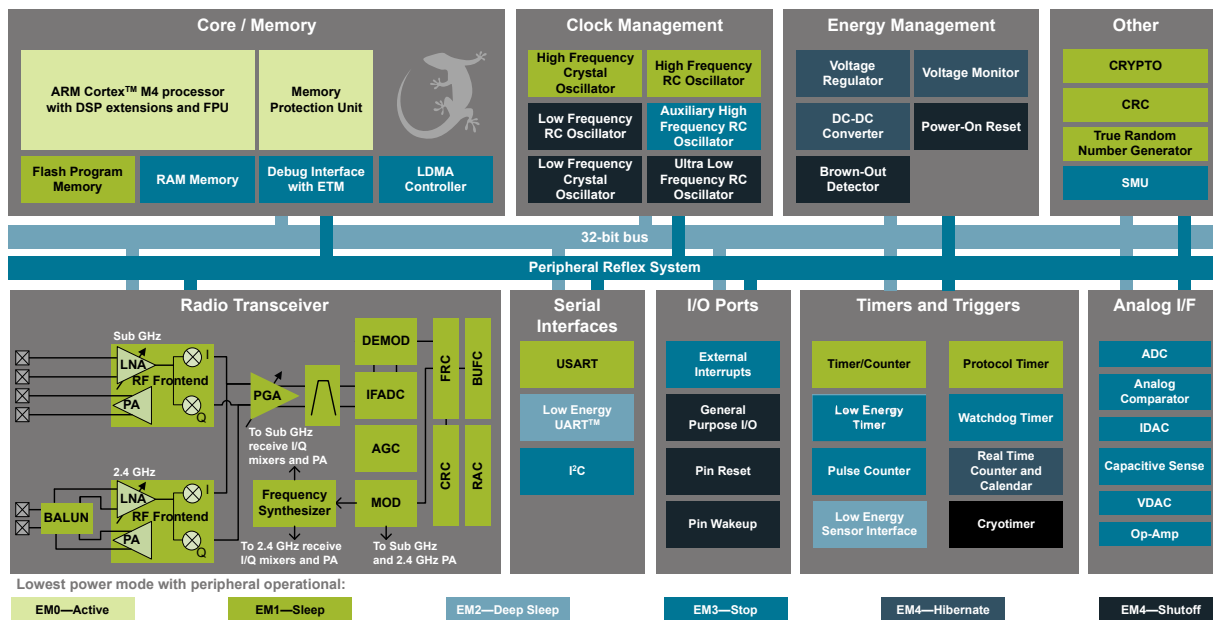 Core / Memory
ARM Cortex™ M4 processor
with DSP extensions and FPU
Memory
Protection Unit
Flash Program
Memory
RAM Memory
Debug Interface
with ETM
LDMA
Controller
Clock Management
High Frequency
Crystal
Oscillator
High Frequency
RC Oscillator
Low Frequency
RC Oscillator
Auxiliary High
Frequency RC
Oscillator
Low Frequency
Crystal
Oscillator
Ultra Low
Frequency RC
Oscillator
Energy Management
Voltage
Regulator
Voltage Monitor
DC-DC
Converter
Power-On Reset
Brown-Out
Detector
Other
CRYPTO
CRC
True Random
Number Generator
SMU
32-bit bus
Peripheral Reflex System
Radio Transceiver
Sub GHz
LNA
RF Frontend
PA
I
Q
2.4 GHz
BALUN
LNA
RF Frontend
PA
I
Q
PGA
To Sub GHz
receive I/Q
mixers and PA
Frequency
Synthesizer
To 2.4 GHz receive
I/Q mixers and PA
DEMOD
IFADC
AGC
MOD
To Sub GHz
and 2.4 GHz PA
FRC
BUFC
CRC
RAC
Serial
Interfaces
USART
Low Energy
UART™
I²C
I/O Ports
External
Interrupts
General
Purpose I/O
Pin Reset
Pin Wakeup
Timers and Triggers
Timer/Counter
Protocol Timer
Low Energy
Timer
Watchdog Timer
Pulse Counter
Real Time
Counter and
Calendar
Low Energy
Sensor Interface
Cryotimer
Analog I/F
ADC
Analog
Comparator
IDAC
Capacitive Sense
VDAC
Op-Amp
Lowest power mode with peripheral operational:
EM0—Active
EM1—Sleep
EM2—Deep Sleep
EM3—Stop
EM4—Hibernate
EM4—Shutoff